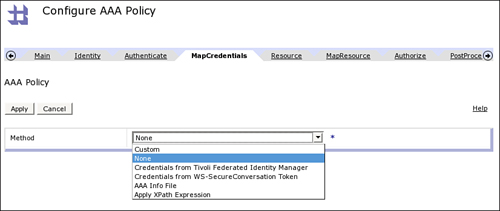 Configure AAA Policy
Main Identity Authenticate MapCredentials Resource MapResource Authorize PostProce
AAA Policy
Apply Cancel Help
Method None *
Custom
None
Credentials from Tivoli Federated Identity Manager
Credentials from WS-SecureConversation Token
AAA Info File
Apply XPath Expression